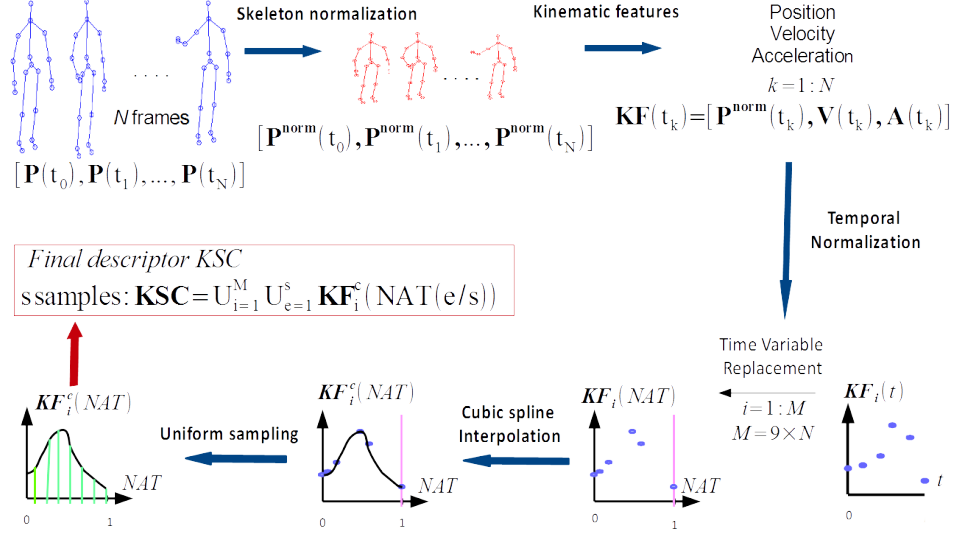 Skeleton normalization
Kinematic features
Position
Velocity
Acceleration
k=1:N
KF(t_k)=[P^norm(t_k),V(t_k),A(t_k)]
. . . .
N frames
. . . .
[P^norm(t_0),P^norm(t_1),...,P^norm(t_N)]
[P(t_0),P(t_1),...,P(t_N)]
Temporal
Normalization
Final descriptor KSC
s samples: KSC=U_{i=1}^{M} U_{e=1}^{s} KF_i^c(NAT(e/s))
Time Variable
Replacement
i=1:M
M=9×N
KF_i(t)
t
0
KF_i(NAT)
NAT
0
1
Cubic spline
Interpolation
KF_i^c(NAT)
NAT
0
1
Uniform sampling
KF_i^c(NAT)
NAT
0
1